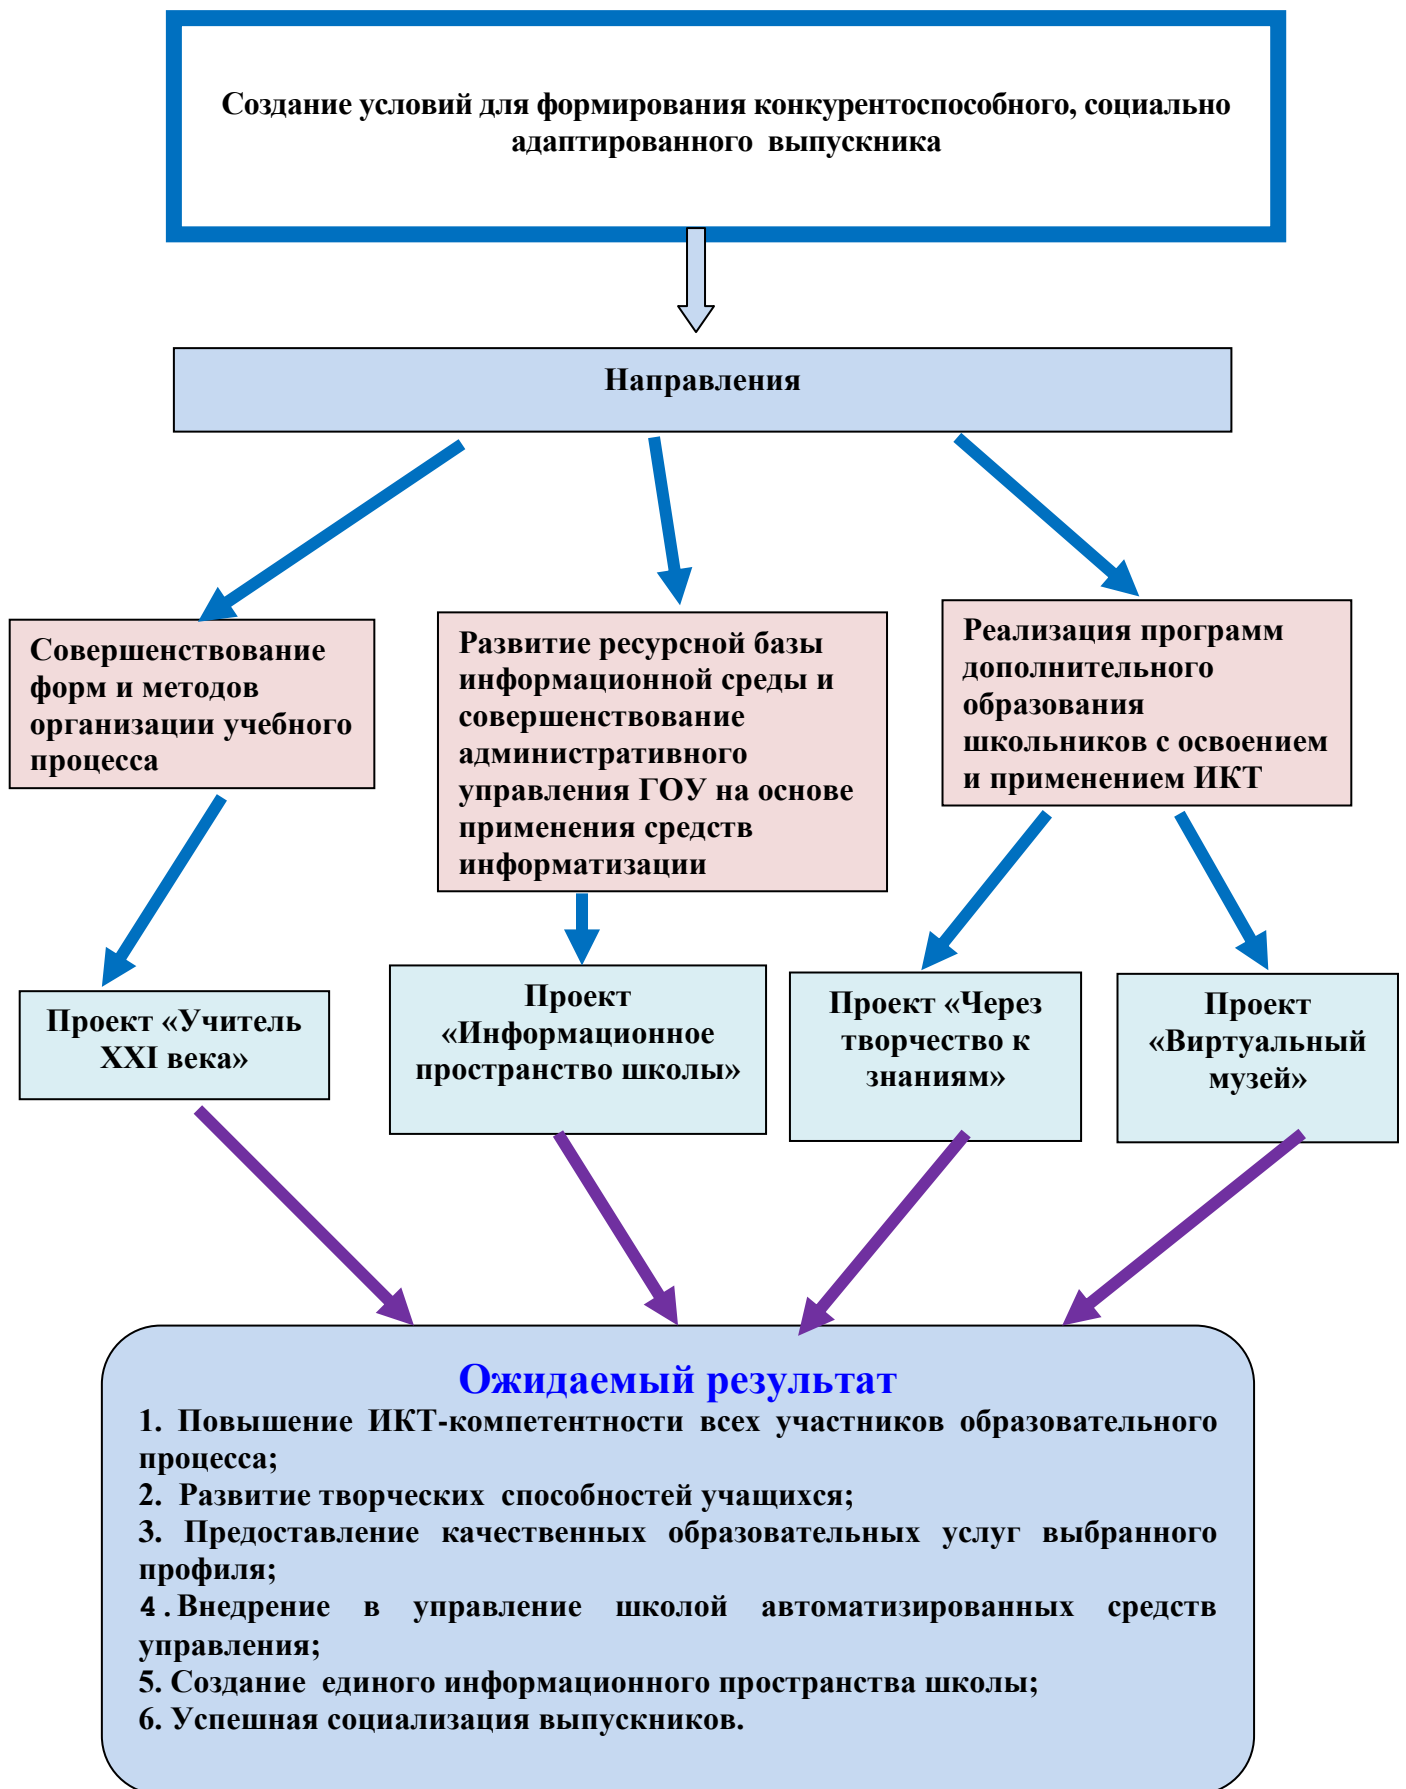 Создание условий для формирования конкурентоспособного, социально
адаптированного выпускника
Направления
Совершенствование
форм и методов
организации учебного
процесса
Развитие ресурсной базы
информационной среды и
совершенствование
административного
управления ГОУ на основе
применения средств
информатизации
Реализация программ
дополнительного
образования
школьников с освоением
и применением ИКТ
Проект «Учитель
XXI века»
Проект
«Информационное
пространство школы»
Проект «Через
творчество к
знаниям»
Проект
«Виртуальный
музей»
Ожидаемый результат
1. Повышение ИКТ-компетентности всех участников образовательного
процесса;
2. Развитие творческих способностей учащихся;
3. Предоставление качественных образовательных услуг выбранного
профиля;
4.Внедрение в управление школой автоматизированных средств
управления;
5. Создание единого информационного пространства школы;
6. Успешная социализация выпускников.